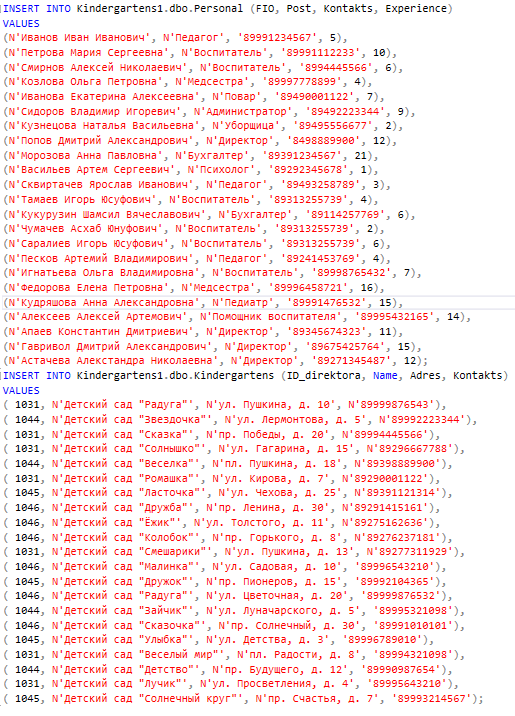 INSERT INTO Kindergartens1.dbo.Personal (FIO, Post, Kontakts, Experience)
VALUES
(N'Иванов Иван Иванович', N'Педагог', '89991234567', 5),
(N'Петрова Мария Сергеевна', N'Воспитатель', '89991112233', 10),
(N'Смирнов Алексей Николаевич', N'Воспитатель', '8994445566', 6),
(N'Козлова Ольга Петровна', N'Медсестра', '89997778899', 4),
(N'Иванова Екатерина Алексеевна', N'Повар', '89490001122', 7),
(N'Сидоров Владимир Игоревич', N'Администратор', '89492223344', 9),
(N'Кузнецова Наталья Васильевна', N'Уборщица', '89495556677', 2),
(N'Попов Дмитрий Александрович', N'Директор', '8498889900', 12),
(N'Морозова Анна Павловна', N'Бухгалтер', '89391234567', 21),
(N'Васильев Артем Сергеевич', N'Психолог', '89292345678', 1),
(N'Сквиртачев Ярослав Иванович', N'Педагог', '89493258789', 3),
(N'Тамаев Игорь Юсуфович', N'Воспитатель', '89313255739', 4),
(N'Кукурузин Шамсил Вячеславович', N'Бухгалтер', '89114257769', 6),
(N'Чумачев Асхаб Юнуфович', N'Воспитатель', '89313255739', 2),
(N'Саралиев Игорь Юсуфович', N'Воспитатель', '89313255739', 6),
(N'Песков Артемий Владимирович', N'Педагог', '89241453769', 4),
(N'Игнатьева Ольга Владимировна', N'Воспитатель', '89998765432', 7),
(N'Федорова Елена Петровна', N'Медсестра', '89996458721', 16),
(N'Кудряшова Анна Александровна', N'Педиатр', '89991476532', 15),
(N'Алексеев Алексей Артемович', N'Помощник воспитателя', '89995432165', 14),
(N'Апаев Константин Дмитриевич', N'Директор', '89345674323', 11),
(N'Гавривол Дмитрий Александрович', N'Директор', '89675425764', 15),
(N'Астачева Алекстандра Николаевна', N'Директор', '89271345487', 12);
INSERT INTO Kindergartens1.dbo.Kindergartens (ID_direktora, Name, Adres, Kontakts)
VALUES
( 1031, N'Детский сад "Радуга"', N'ул. Пушкина, д. 10', N'89999876543'),
( 1044, N'Детский сад "Звездочка"', N'ул. Лермонтова, д. 5', N'89992223344'),
( 1031, N'Детский сад "Сказка"', N'пр. Победы, д. 20', N'89994445566'),
( 1031, N'Детский сад "Солнышко"', N'ул. Гагарина, д. 15', N'89296667788'),
( 1044, N'Детский сад "Веселка"', N'пл. Пушкина, д. 18', N'89398889900'),
( 1031, N'Детский сад "Ромашка"', N'ул. Кирова, д. 7', N'89290001122'),
( 1045, N'Детский сад "Ласточка"', N'ул. Чехова, д. 25', N'89391121314'),
( 1046, N'Детский сад "Дружба"', N'пр. Ленина, д. 30', N'89291415161'),
( 1046, N'Детский сад "Ёжик"', N'ул. Толстого, д. 11', N'89275162636'),
( 1046, N'Детский сад "Колобок"', N'пр. Горького, д. 8', N'89276237181'),
( 1031, N'Детский сад "Смешарики"', N'ул. Пушкина, д. 13', N'89277311929'),
( 1046, N'Детский сад "Малинка"', N'ул. Садовая, д. 10', '89996543210'),
( 1045, N'Детский сад "Дружок"', N'пр. Пионеров, д. 15', '89992104365'),
( 1046, N'Детский сад "Радуга"', N'ул. Цветочная, д. 20', '89999876532'),
( 1044, N'Детский сад "Зайчик"', N'ул. Луначарского, д. 5', '89995321098'),
( 1046, N'Детский сад "Сказочка"', N'пр. Солнечный, д. 30', '89991010101'),
( 1045, N'Детский сад "Улыбка"', N'ул. Детства, д. 3', '89996789010'),
( 1031, N'Детский сад "Веселый мир"', N'пл. Радости, д. 8', '89994321098'),
( 1044, N'Детский сад "Детство"', N'пр. Будущего, д. 12', '89990987654'),
( 1031, N'Детский сад "Лучик"', N'ул. Просветления, д. 4', '89995643210'),
( 1045, N'Детский сад "Солнечный круг"', N'пр. Счастья, д. 7', '89993214567');